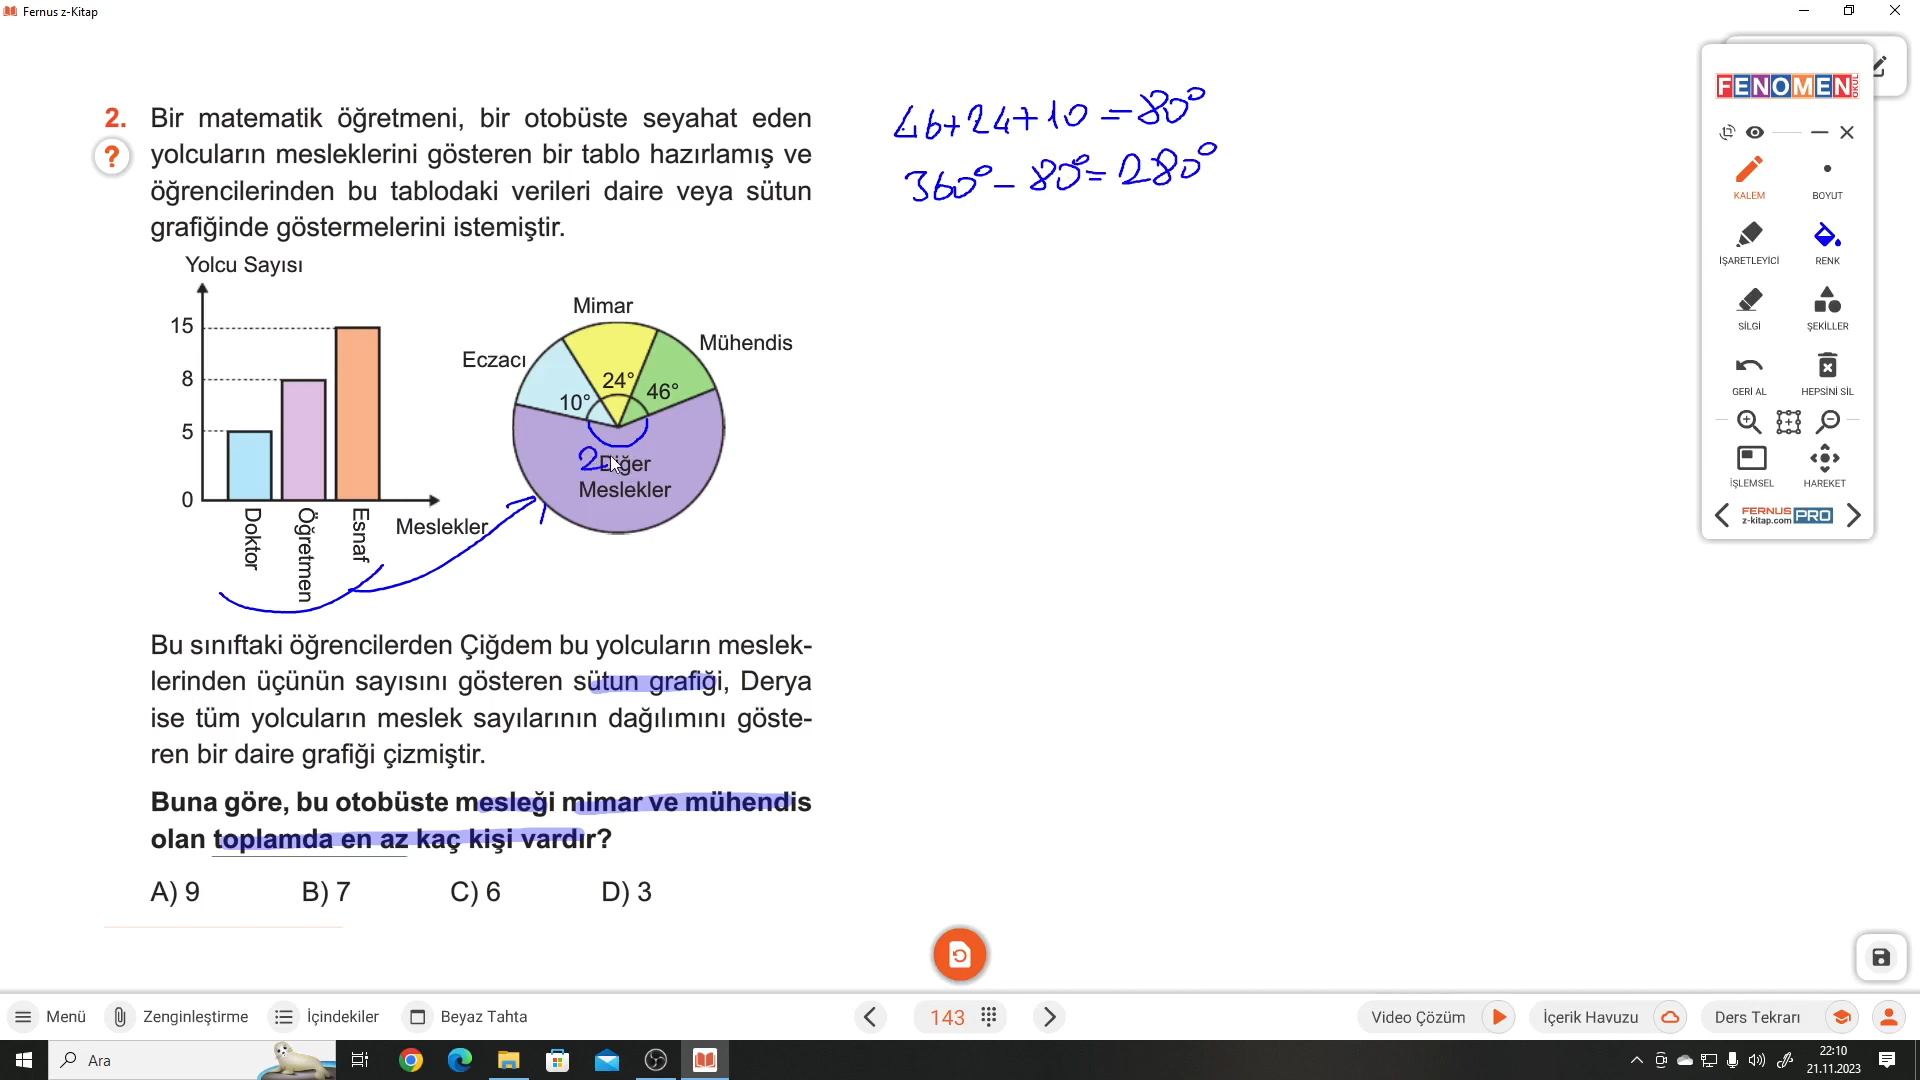 Fernus z-Kitap
2. Bir matematik öğretmeni, bir otobüste seyahat eden
? yolcuların mesleklerini gösteren bir tablo hazırlamış ve
öğrencilerinden bu tablodaki verileri daire veya sütun
grafiğinde göstermelerini istemiştir.
46+24+10=80°
360°-80°=280°
Yolcu Sayısı
15
8
5
0
Doktor
Öğretmen
Esnaf
Meslekler
Mimar
Mühendis
Eczacı
24°
46°
10°
2
Diğer
Meslekler
Bu sınıftaki öğrencilerden Çiğdem bu yolcuların meslek-
lerinden üçünün sayısını gösteren sütun grafiği, Derya
ise tüm yolcuların meslek sayılarının dağılımını göste-
ren bir daire grafiği çizmiştir.
Buna göre, bu otobüste mesleği mimar ve mühendis
olan toplamda en az kaç kişi vardır?
A) 9 B) 7 C) 6 D) 3
FENOMEN OKUL
KALEM BOYUT
İŞARETLEYİCİ RENK
SİLGİ ŞEKİLLER
GERİ AL HEPSİNİ SİL
İŞLEMSEL HAREKET
FERNUS z-kitap.com PRO
Menü Zenginleştirme İçindekiler Beyaz Tahta 143 Video Çözüm İçerik Havuzu Ders Tekrarı
Ara
22:10
21.11.2023